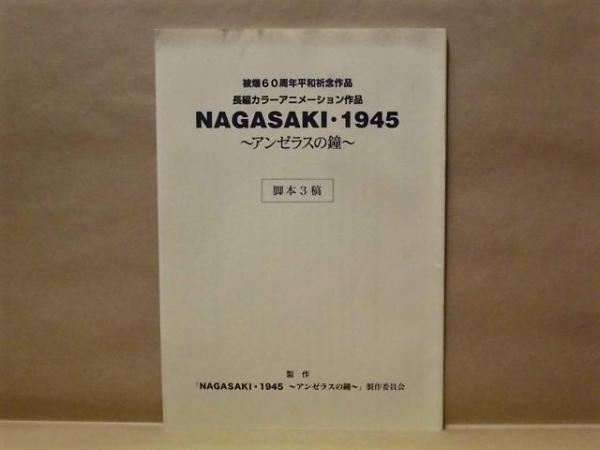 被爆60周年平和祈念作品
長編カラーアニメーション作品
NAGASAKI・1945
～アンゼラスの鐘～
脚本3稿
製作
「NAGASAKI・1945 ～アンゼラスの鐘～」製作委員会